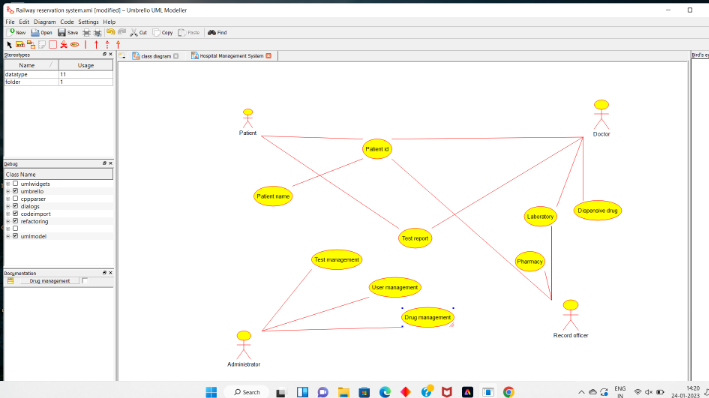 Railway reservation system.xmi [modified] – Umbrello UML Modeller
File Edit Diagram Code Settings Help
New Open Save Cut Copy Paste Find
Stereotypes
Name Usage
datatype 11
folder 1
Debug
Class Name
umlwidgets
umbrello
cppparser
dialogs
codeimport
refactoring
umlmodel
Documentation
Drug management
class diagram Hospital Management System
Bird's ey
Patient
Doctor
Patient id
Patient name
Laboratory
Dispensive drug
Test report
Test management
Pharmacy
User management
Drug management
Record officer
Administrator
Search
ENG
IN
14:20
24-01-2023